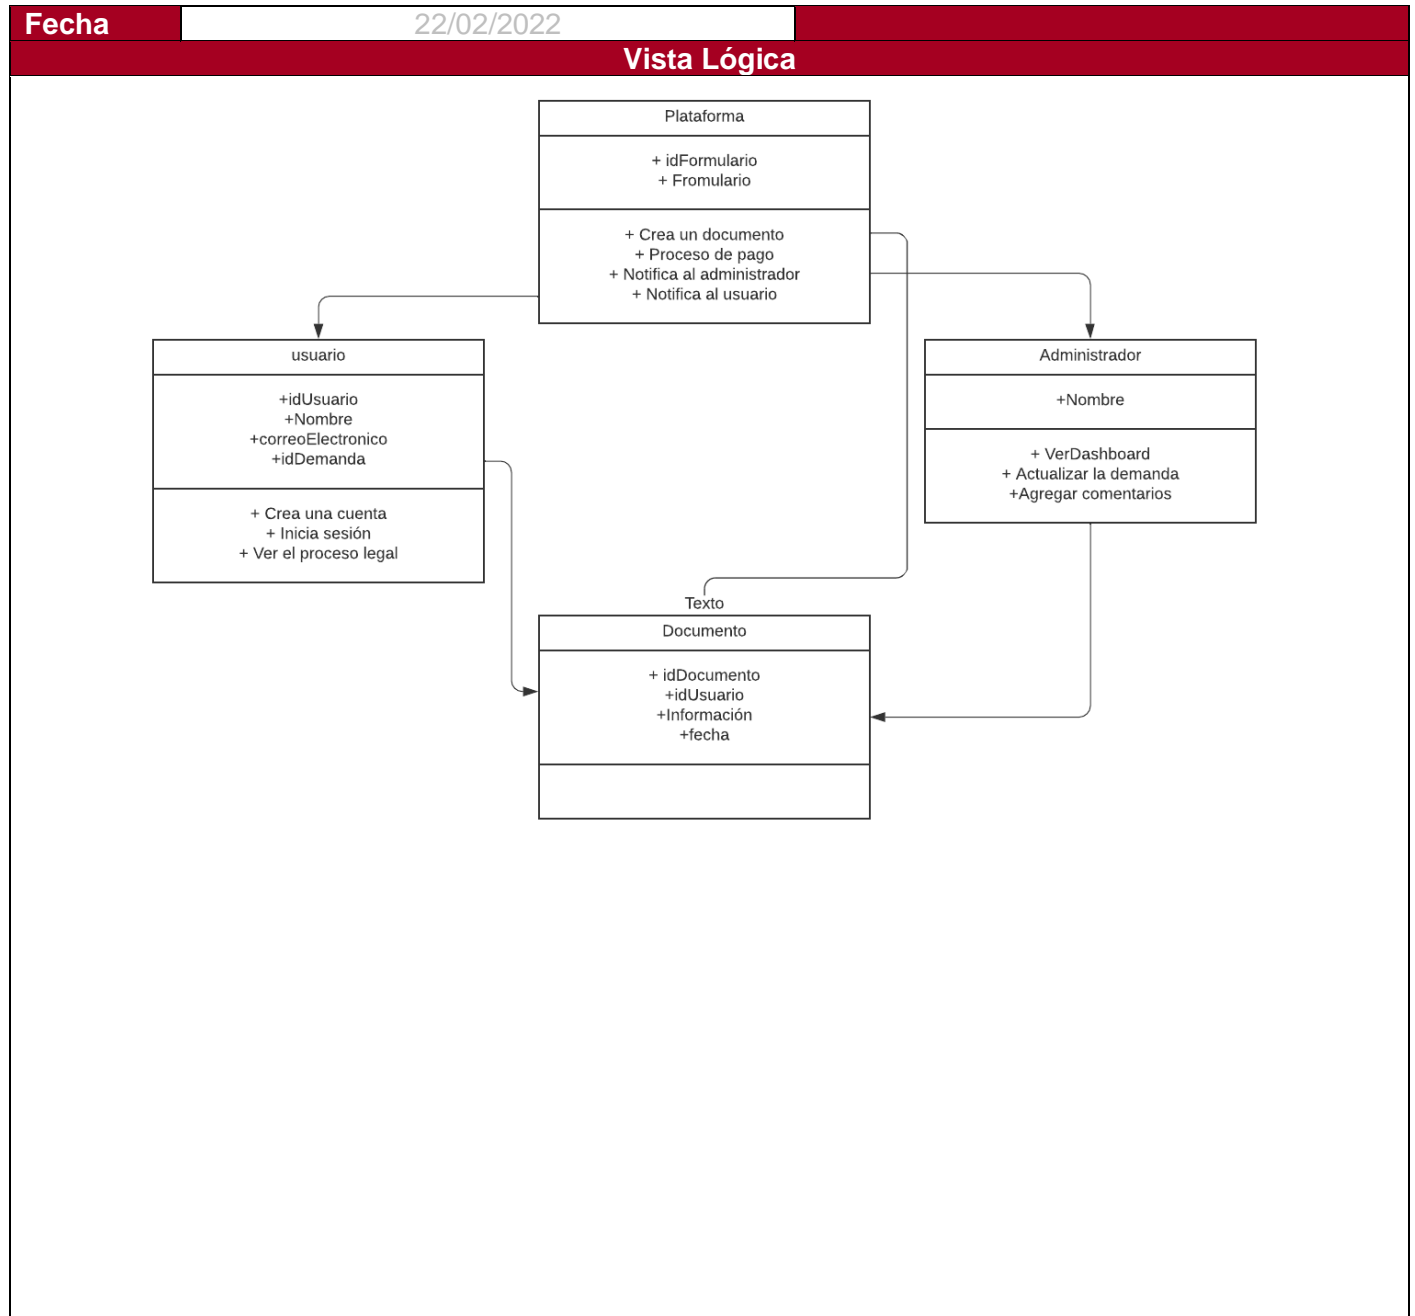 Fecha 22/02/2022
Vista Lógica
Plataforma
+ idFormulario
+ Fromulario
+ Crea un documento
+ Proceso de pago
+ Notifica al administrador
+ Notifica al usuario
usuario
+idUsuario
+Nombre
+correoElectronico
+idDemanda
+ Crea una cuenta
+ Inicia sesión
+ Ver el proceso legal
Administrador
+Nombre
+ VerDashboard
+ Actualizar la demanda
+Agregar comentarios
Texto
Documento
+ idDocumento
+idUsuario
+Información
+fecha